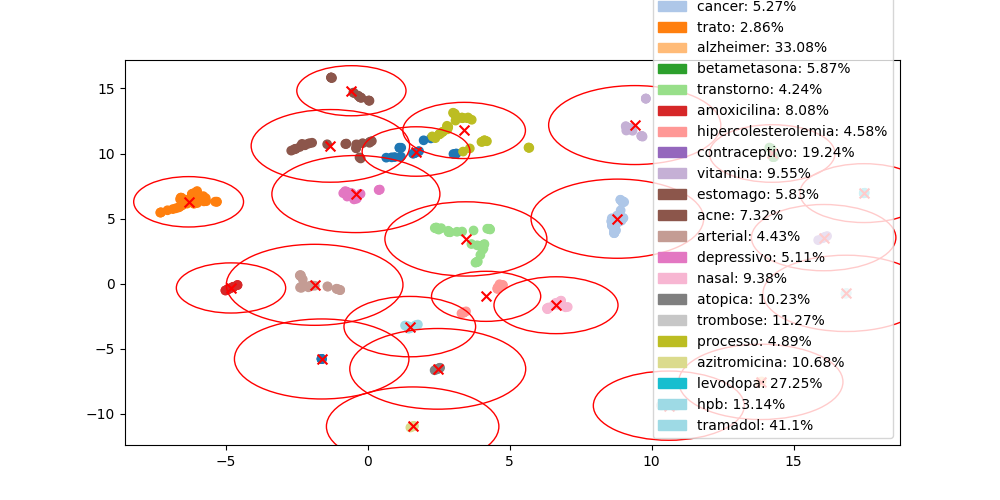 cancer: 5.27%
trato: 2.86%
alzheimer: 33.08%
betametasona: 5.87%
transtorno: 4.24%
amoxicilina: 8.08%
hipercolesterolemia: 4.58%
contraceptivo: 19.24%
vitamina: 9.55%
estomago: 5.83%
acne: 7.32%
arterial: 4.43%
depressivo: 5.11%
nasal: 9.38%
atopica: 10.23%
trombose: 11.27%
processo: 4.89%
azitromicina: 10.68%
levodopa: 27.25%
hpb: 13.14%
tramadol: 41.1%
15
10
5
0
−5
−10
−5 0 5 10 15